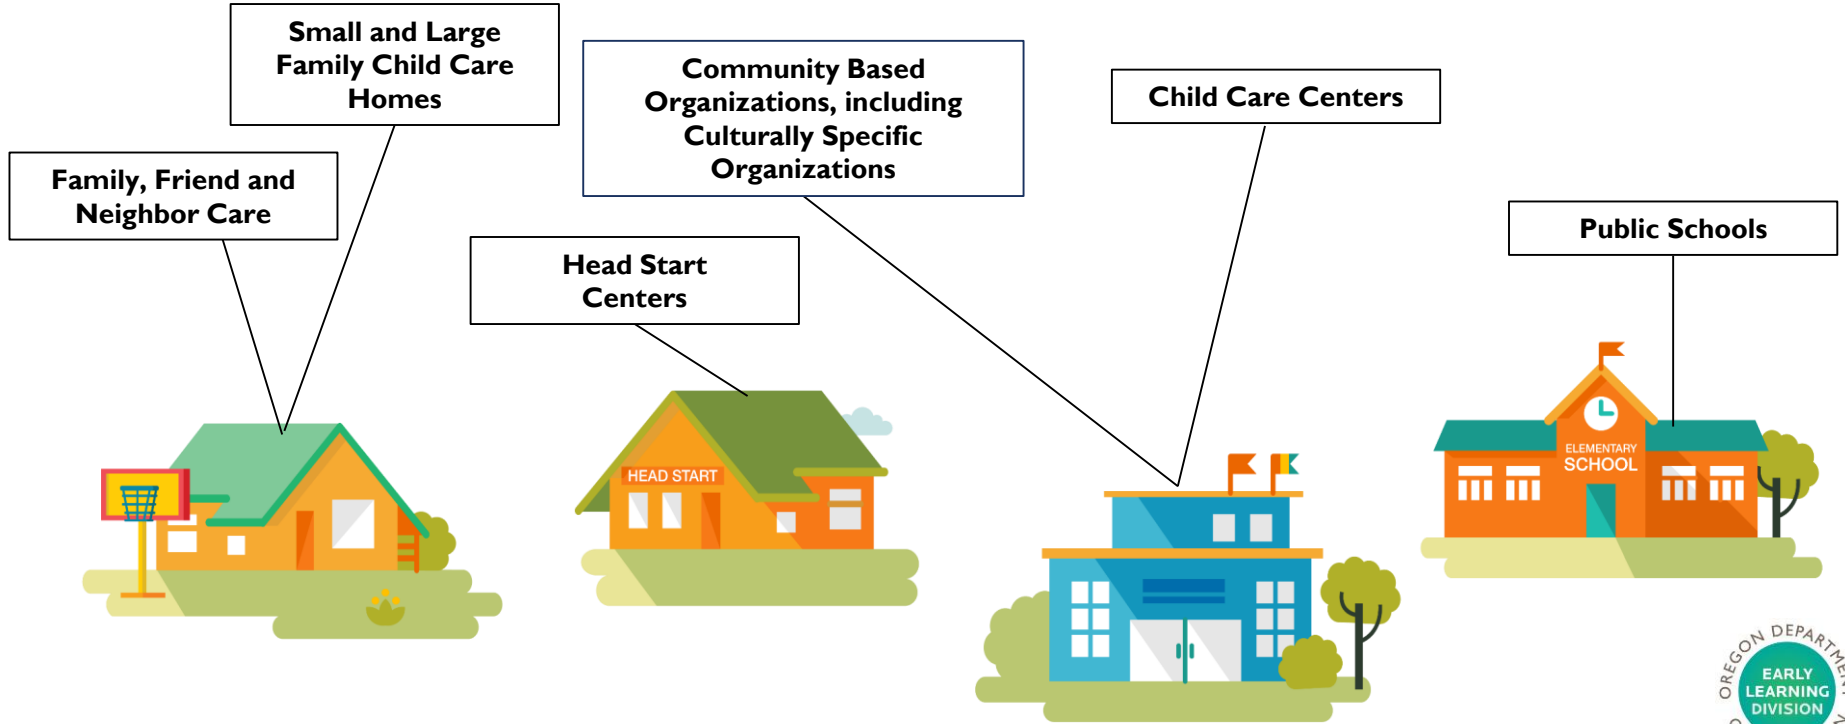 Small and Large
Family Child Care
Homes
Family, Friend and
Neighbor Care
Community Based
Organizations, including
Culturally Specific
Organizations
Head Start
Centers
Child Care Centers
Public Schools
HEAD START
ELEMENTARY
SCHOOL
OREGON
EARLY
LEARNING
DIVISION